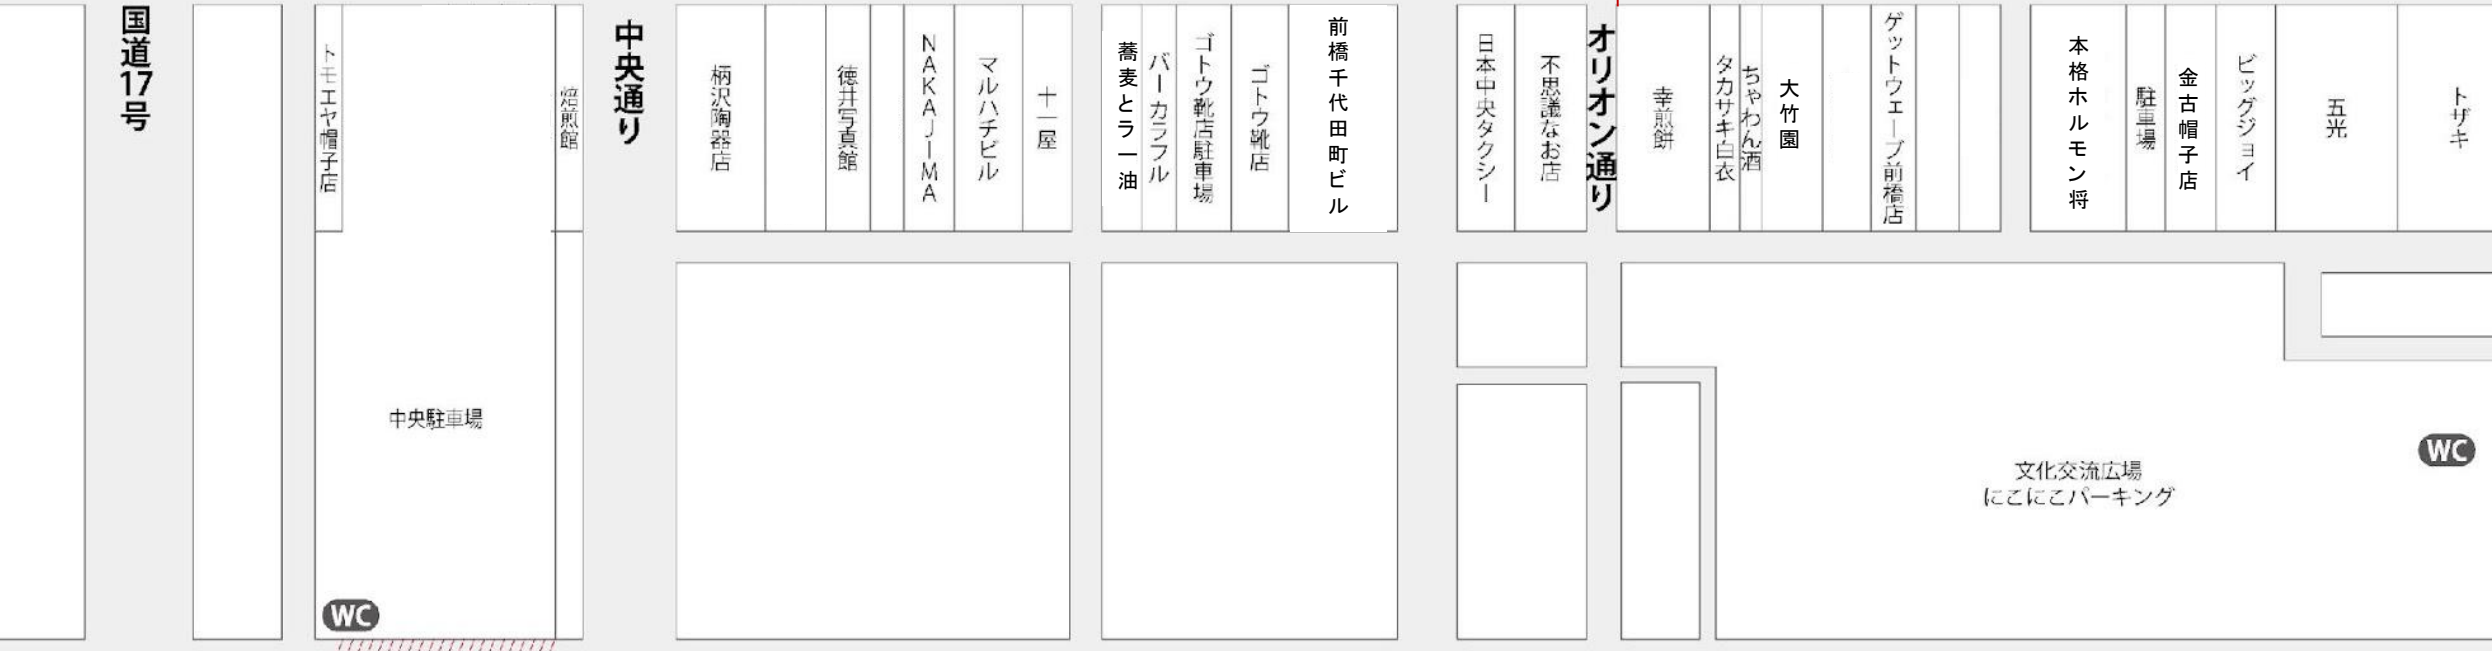 国道17号
トモエヤ帽子店
焙煎館
中央通り
柄沢陶器店
徳井写真館
NAKAJIMA
マルハチビル
十一屋
蕎麦とラー油
バーカラフル
ゴトウ靴店駐車場
ゴトウ靴店
前橋千代田町ビル
日本中央タクシー
不思議なお店
オリオン通り
幸煎餅
タカサキ白衣
ちゃわん酒
大竹園
ゲットウェーブ前橋店
本格ホルモン将
駐車場
金古帽子店
ビッグジョイ
五光
トザキ
中央駐車場
WC
文化交流広場
にこにこパーキング
WC